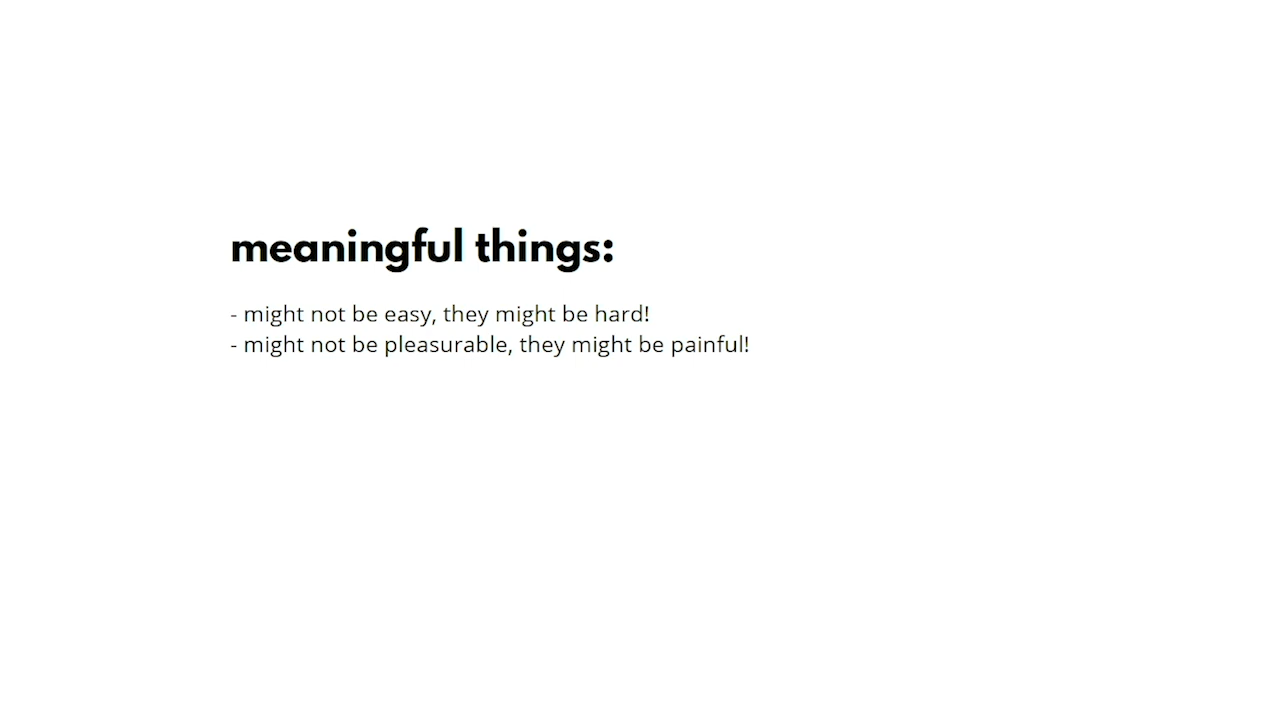 meaningful things:
- might not be easy, they might be hard!
- might not be pleasurable, they might be painful!